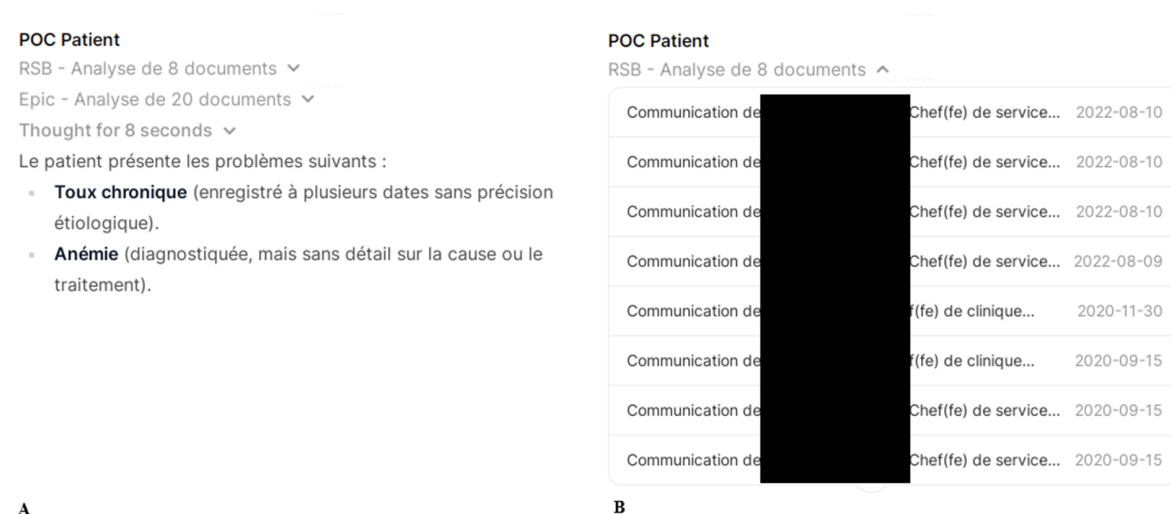 POC Patient
RSB - Analyse de 8 documents
Epic - Analyse de 20 documents
Thought for 8 seconds
Le patient présente les problèmes suivants :
Toux chronique (enregistré à plusieurs dates sans précision
étiologique).
Anémie (diagnostiquée, mais sans détail sur la cause ou le
traitement).
A
POC Patient
RSB - Analyse de 8 documents
Communication de Chef(fe) de service... 2022-08-10
Communication de Chef(fe) de service... 2022-08-10
Communication de Chef(fe) de service... 2022-08-10
Communication de Chef(fe) de service... 2022-08-09
Communication de f(fe) de clinique... 2020-11-30
Communication de f(fe) de clinique... 2020-09-15
Communication de Chef(fe) de service... 2020-09-15
Communication de Chef(fe) de service... 2020-09-15
B